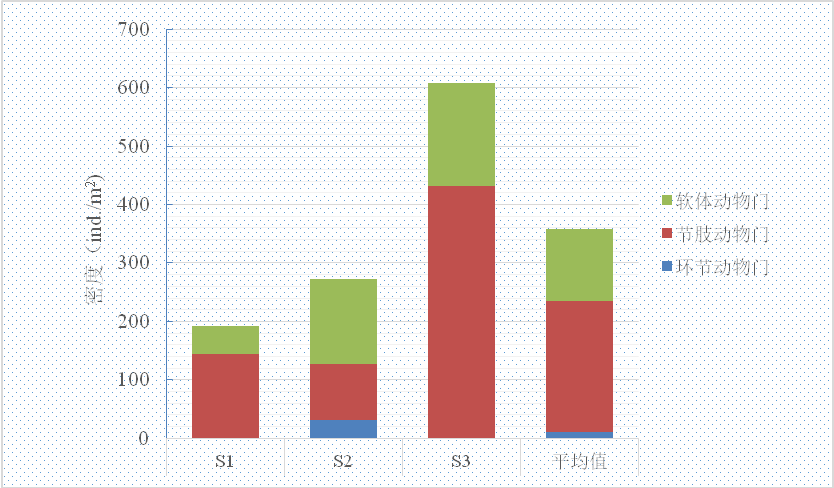 700
600
500
400
300
200
100
0
密度（ind./m²)
S1
S2
S3
平均值
软体动物门
节肢动物门
环节动物门